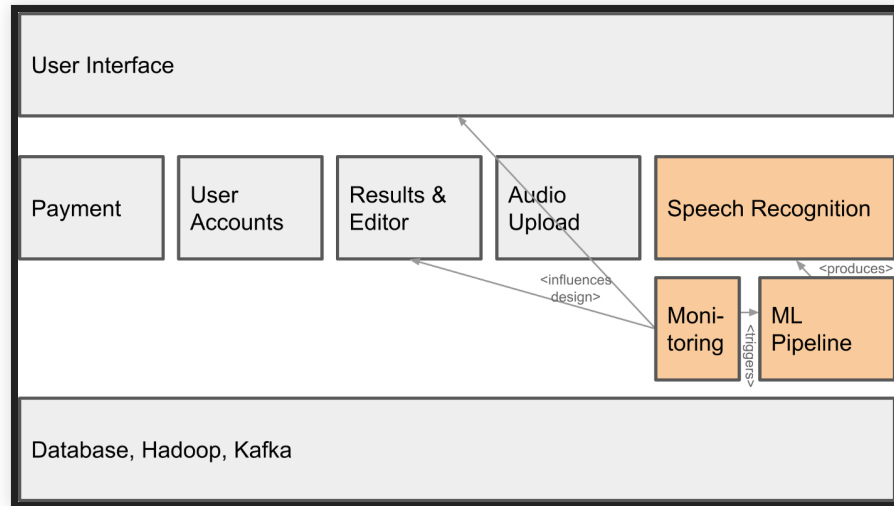 User Interface
Payment
User
Accounts
Results &
Editor
Audio
Upload
Speech Recognition
<influences
design>
<produces>
Moni-
toring
<triggers>
ML
Pipeline
Database, Hadoop, Kafka